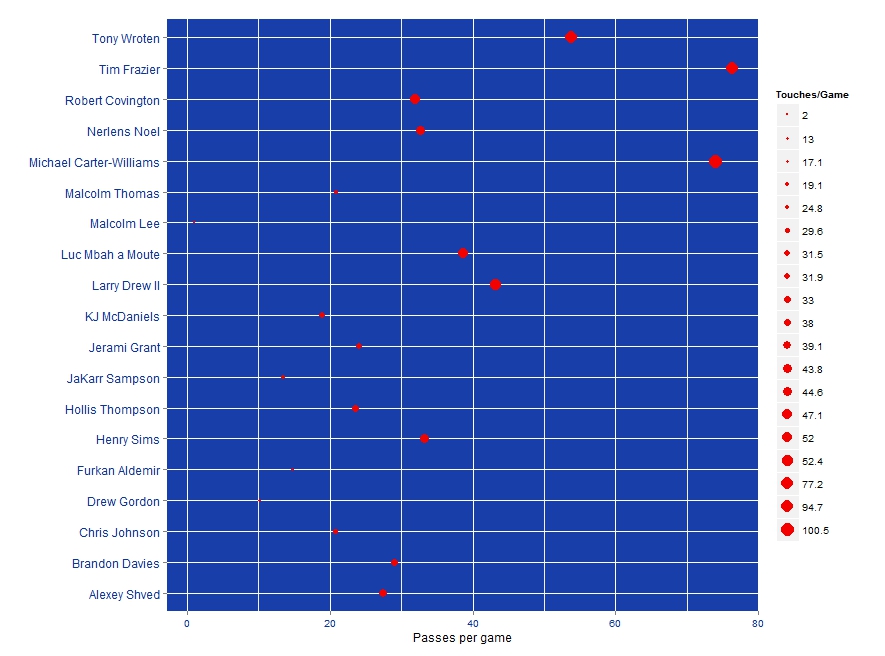 Tony Wroten
Tim Frazier
Robert Covington
Nerlens Noel
Michael Carter-Williams
Malcolm Thomas
Malcolm Lee
Luc Mbah a Moute
Larry Drew II
KJ McDaniels
Jerami Grant
JaKarr Sampson
Hollis Thompson
Henry Sims
Furkan Aldemir
Drew Gordon
Chris Johnson
Brandon Davies
Alexey Shved
0 20 40 60 80
Passes per game
Touches/Game
2
13
17.1
19.1
24.8
29.6
31.5
31.9
33
38
39.1
43.8
44.6
47.1
52
52.4
77.2
94.7
100.5